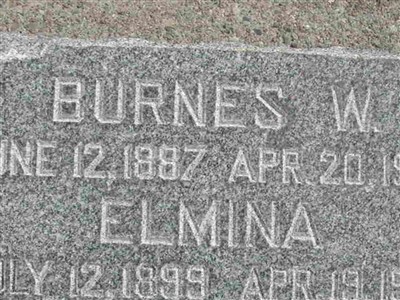 BURNES W.
UNE 12, 1887 APR. 20, 19
ELMINA
ULY 12, 1899 APR. 19, 19